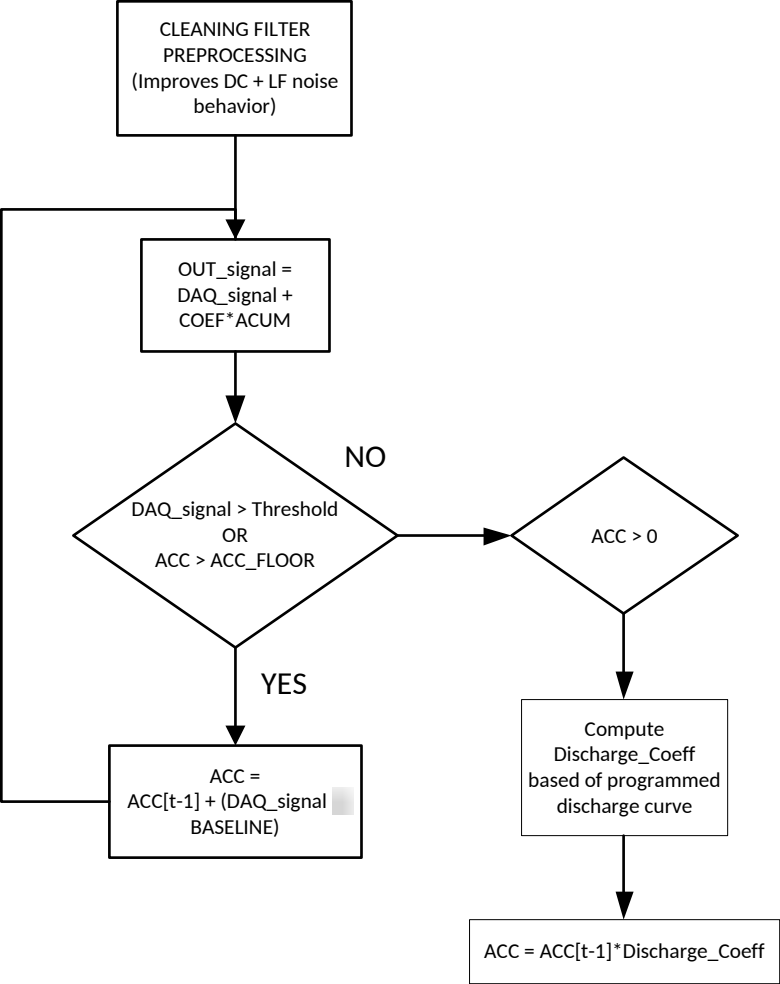 CLEANING FILTER
PREPROCESSING
(Improves DC + LF noise
behavior)
OUT_signal =
DAQ_signal +
COEF*ACUM
NO
DAQ_signal > Threshold
OR
ACC > ACC_FLOOR
ACC > 0
YES
Compute
Discharge_Coeff
based of programmed
discharge curve
ACC =
ACC[t-1] + (DAQ_signal
BASELINE)
ACC = ACC[t-1]*Discharge_Coeff